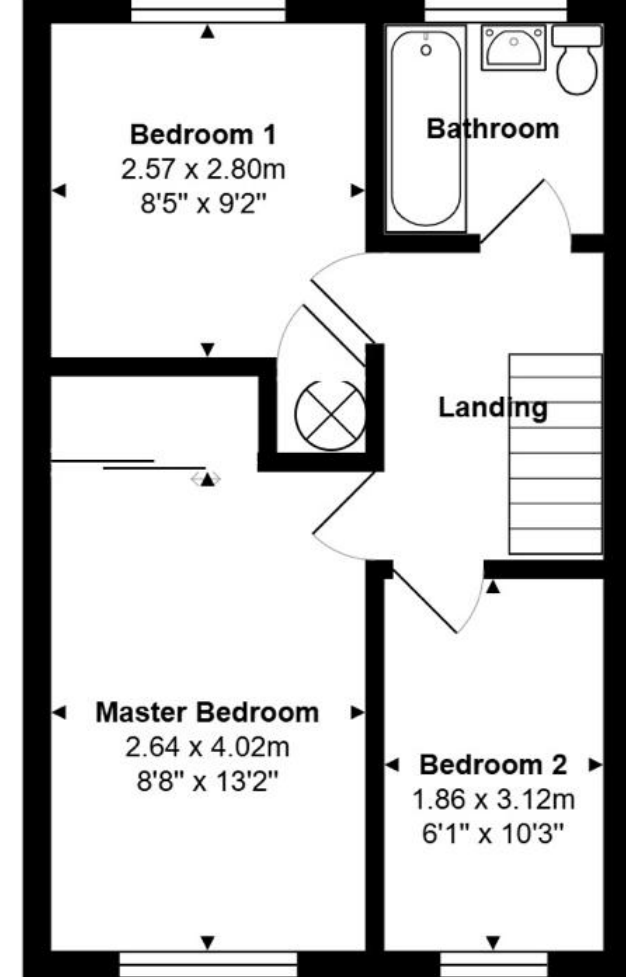 Bedroom 1
2.57 x 2.80m
8'5" x 9'2"
Bathroom
Landing
Master Bedroom
2.64 x 4.02m
8'8" x 13'2"
Bedroom 2
1.86 x 3.12m
6'1" x 10'3"